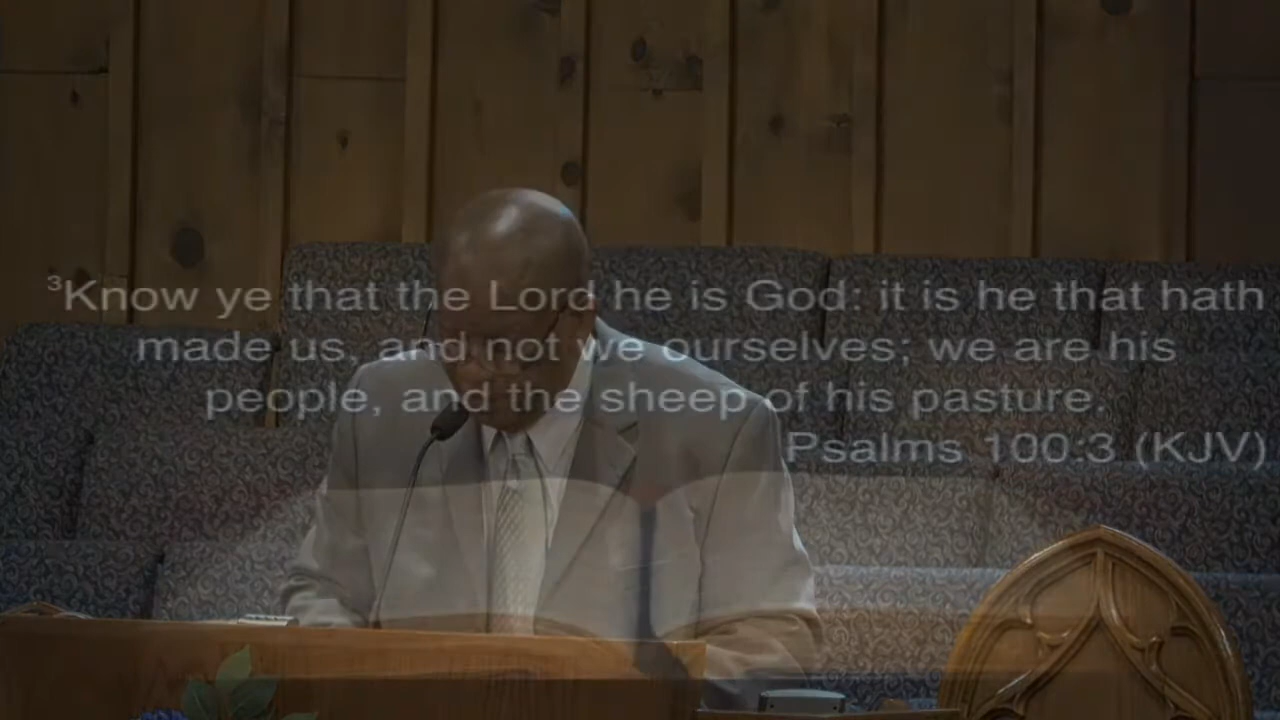 ³Know ye that the Lord he is God: it is he that hath
made us, and not we ourselves; we are his
people, and the sheep of his pasture.
Psalms 100:3 (KJV)